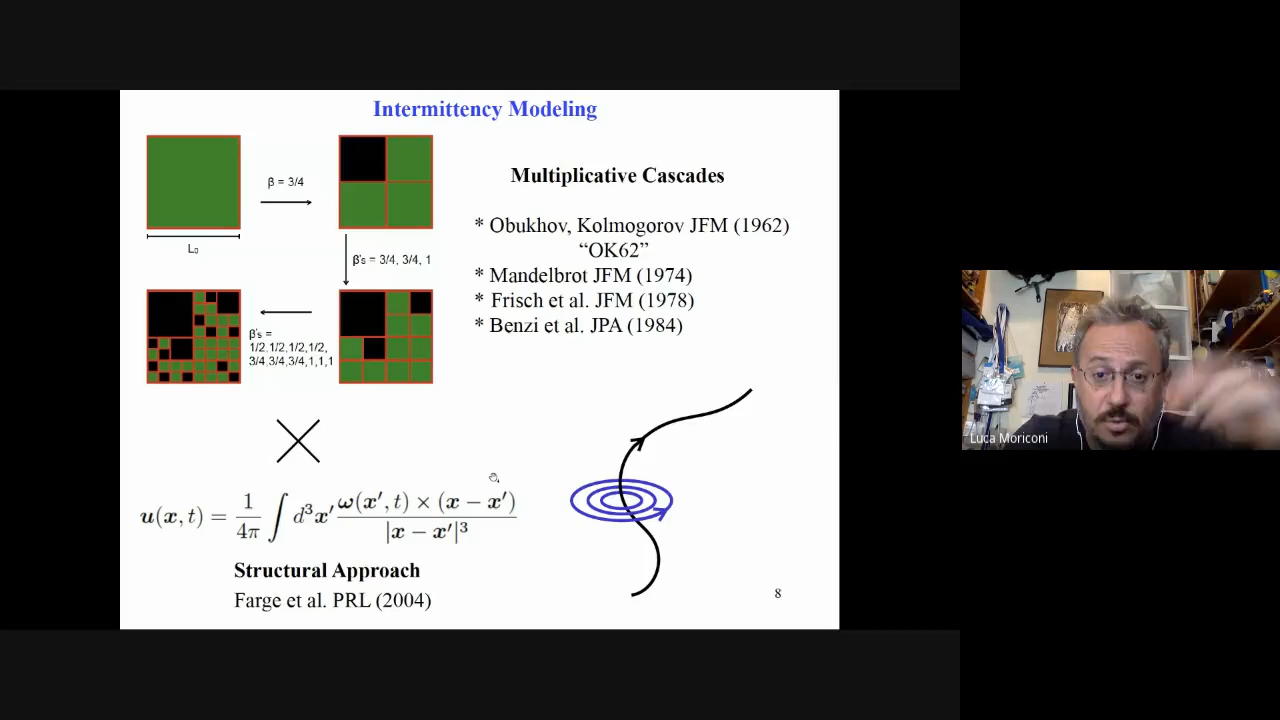 Intermittency Modeling
β = 3/4
L₀
β's = 3/4, 3/4, 1
β's =
1/2,1/2,1/2,1/2,
3/4,3/4,3/4,1,1,1
Multiplicative Cascades
* Obukhov, Kolmogorov JFM (1962)
“OK62”
* Mandelbrot JFM (1974)
* Frisch et al. JFM (1978)
* Benzi et al. JPA (1984)
u(x, t) = 1/4π ∫ d³x′ ω(x′, t) × (x − x′) / |x − x′|³
Structural Approach
Farge et al. PRL (2004)
8
Luca Moriconi